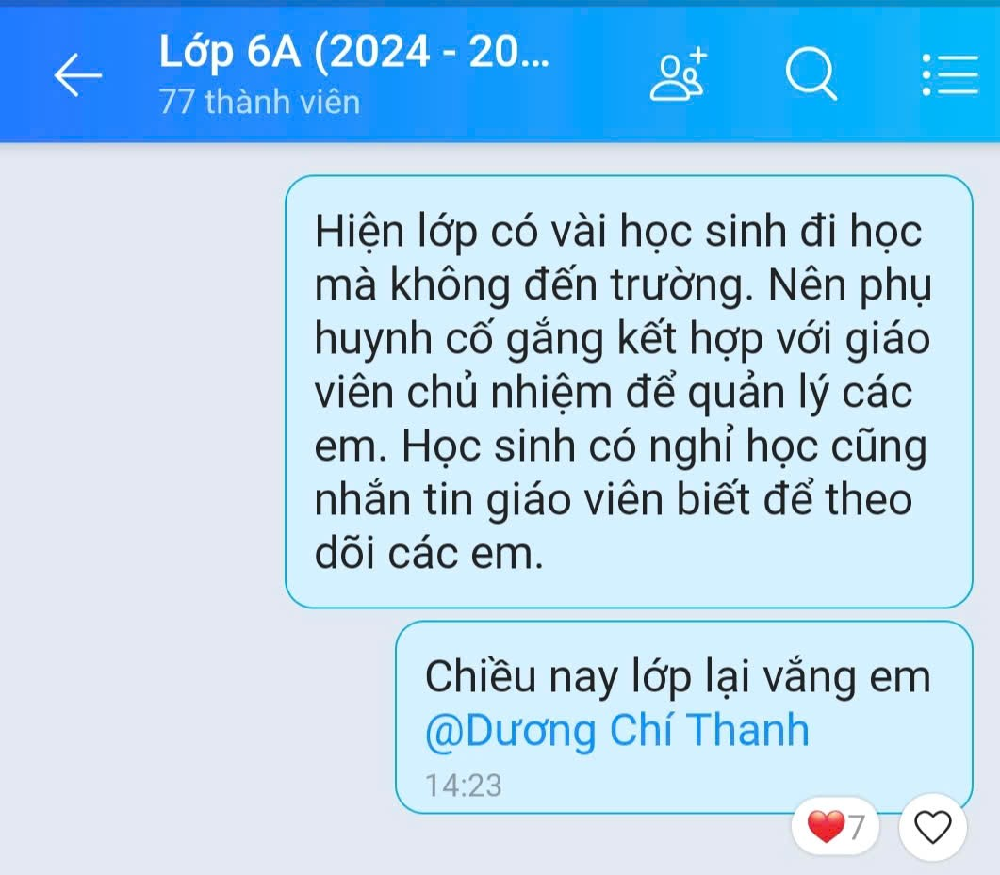 Lớp 6A (2024 - 20...
77 thành viên
Hiện lớp có vài học sinh đi học
mà không đến trường. Nên phụ
huynh cố gắng kết hợp với giáo
viên chủ nhiệm để quản lý các
em. Học sinh có nghỉ học cũng
nhắn tin giáo viên biết để theo
dõi các em.
Chiều nay lớp lại vắng em
@Dương Chí Thanh
14:23
7